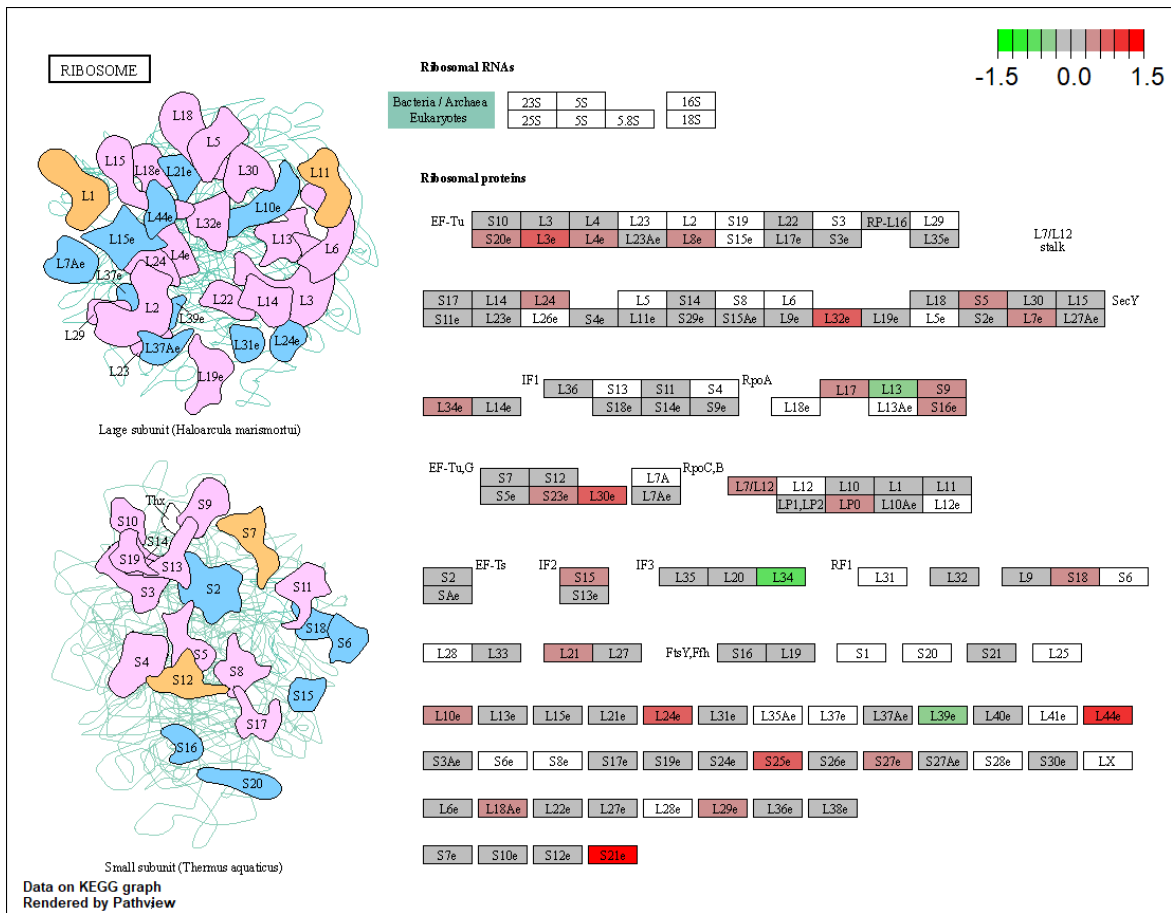 RIBOSOME
-1.5 0.0 1.5
Ribosomal RNAs
Bacteria / Archaea 23S 5S 16S
Eukaryotes 25S 5S 5.8S 18S
Ribosomal proteins
EF-Tu S10 L3 L4 L23 L2 S19 L22 S3 RP-L16 L29
S20e L3e L4e L23Ae L8e S15e L17e S3e L35e
L7/L12
stalk
S17 L14 L24 L5 S14 S8 L6 L18 S5 L30 L15 SecY
S11e L23e L26e S4e L11e S29e S15Ae L9e L32e L19e L5e S2e L7e L27Ae
IF1 L36 S13 S11 S4 RpoA L17 L13 S9
L34e L14e S18e S14e S9e L18e L13Ae S16e
EF-Tu,G S7 S12 L7A RpoC,B L7/L12 L12 L10 L1 L11
S5e S23e L30e L7Ae LP1,LP2 LP0 L10Ae L12e
S2 EF-Ts IF2 S15 IF3 L35 L20 L34 RF1 L31 L32 L9 S18 S6
SAe S13e
L28 L33 L21 L27 FtsY,Ffh S16 L19 S1 S20 S21 L25
L10e L13e L15e L21e L24e L31e L35Ae L37e L37Ae L39e L40e L41e L44e
S3Ae S6e S8e S17e S19e S24e S25e S26e S27e S27Ae S28e S30e LX
L6e L18Ae L22e L27e L28e L29e L36e L38e
S7e S10e S12e S21e
L18
L5
L15
L18e
L21e
L30
L11
L1
L44e
L32e
L10e
L15e
L13
L6
L7Ae
L24
L4e
L37e
L2
L22
L14
L3
L39e
L29
L37Ae
L31e
L24e
L23
L19e
Large subunit (Haloarcula marismortui)
Thx
S9
S10
S14
S7
S19
S13
S3
S2
S11
S18
S6
S4
S5
S8
S12
S15
S17
S16
S20
Small subunit (Thermus aquaticus)
Data on KEGG graph
Rendered by Pathview